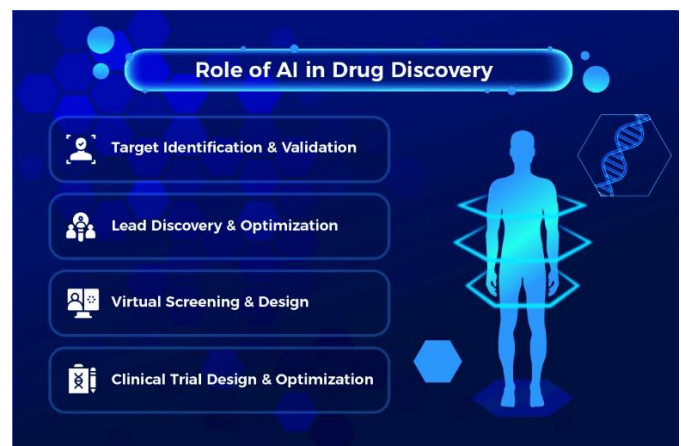 Role of AI in Drug Discovery
Target Identification & Validation
Lead Discovery & Optimization
Virtual Screening & Design
Clinical Trial Design & Optimization